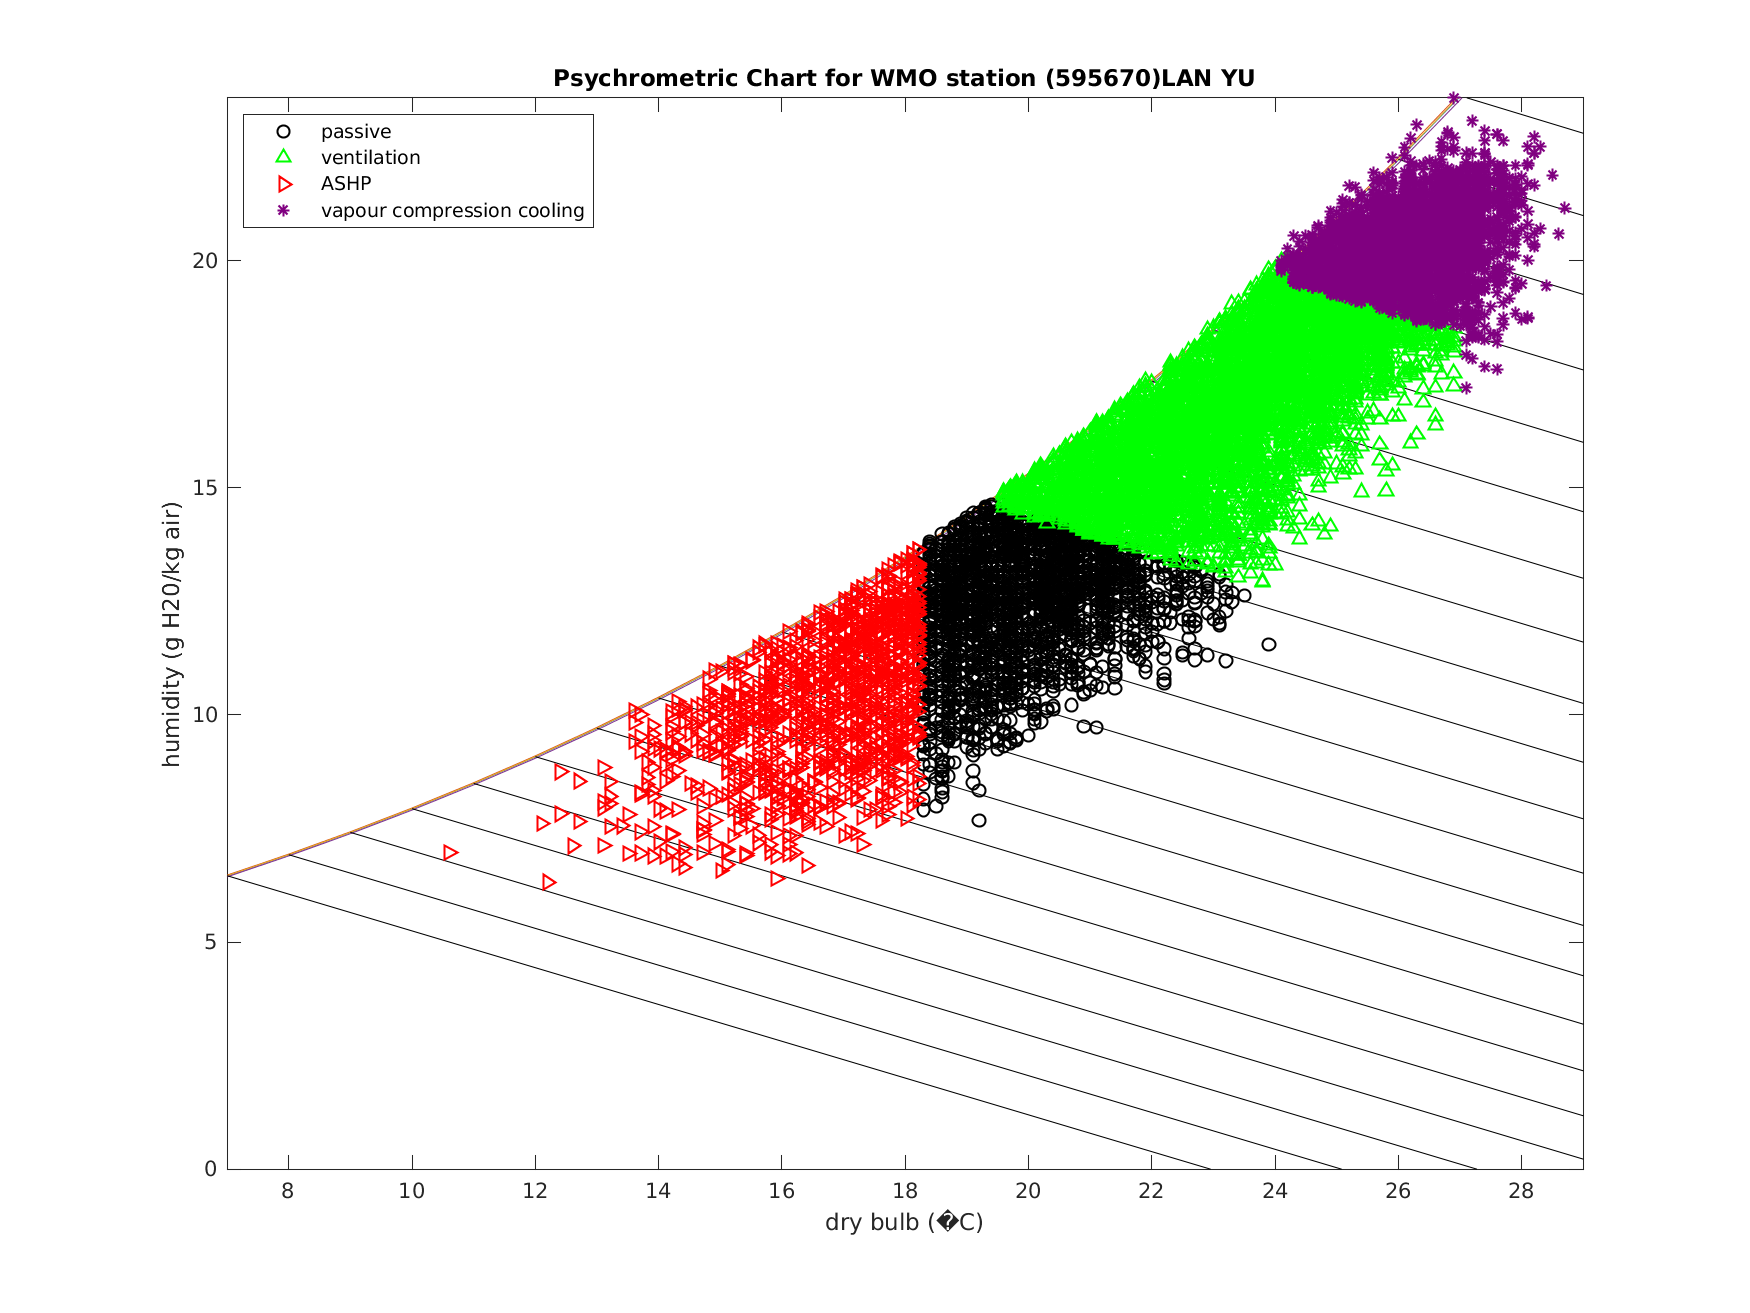 Psychrometric Chart for WMO station (595670)LAN YU
passive
ventilation
ASHP
vapour compression cooling
humidity (g H20/kg air)
20
15
10
5
0
8 10 12 14 16 18 20 22 24 26 28
dry bulb (�C)